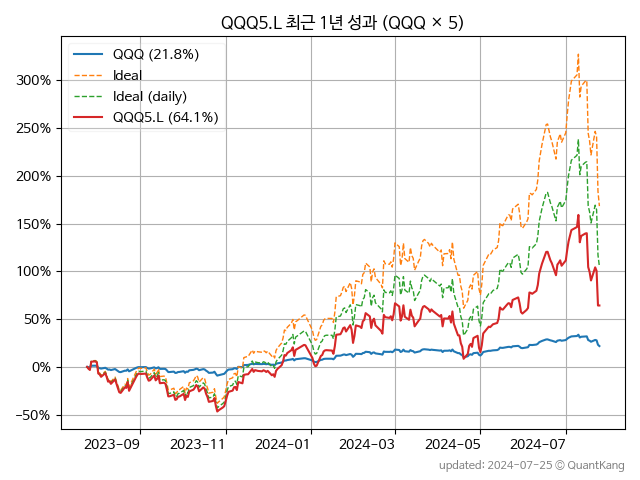 QQQ5.L 최근 1년 성과 (QQQ × 5)
QQQ (21.8%)
Ideal
Ideal (daily)
QQQ5.L (64.1%)
300%
250%
200%
150%
100%
50%
0%
−50%
2023-09 2023-11 2024-01 2024-03 2024-05 2024-07
updated: 2024-07-25 ⓒ QuantKang